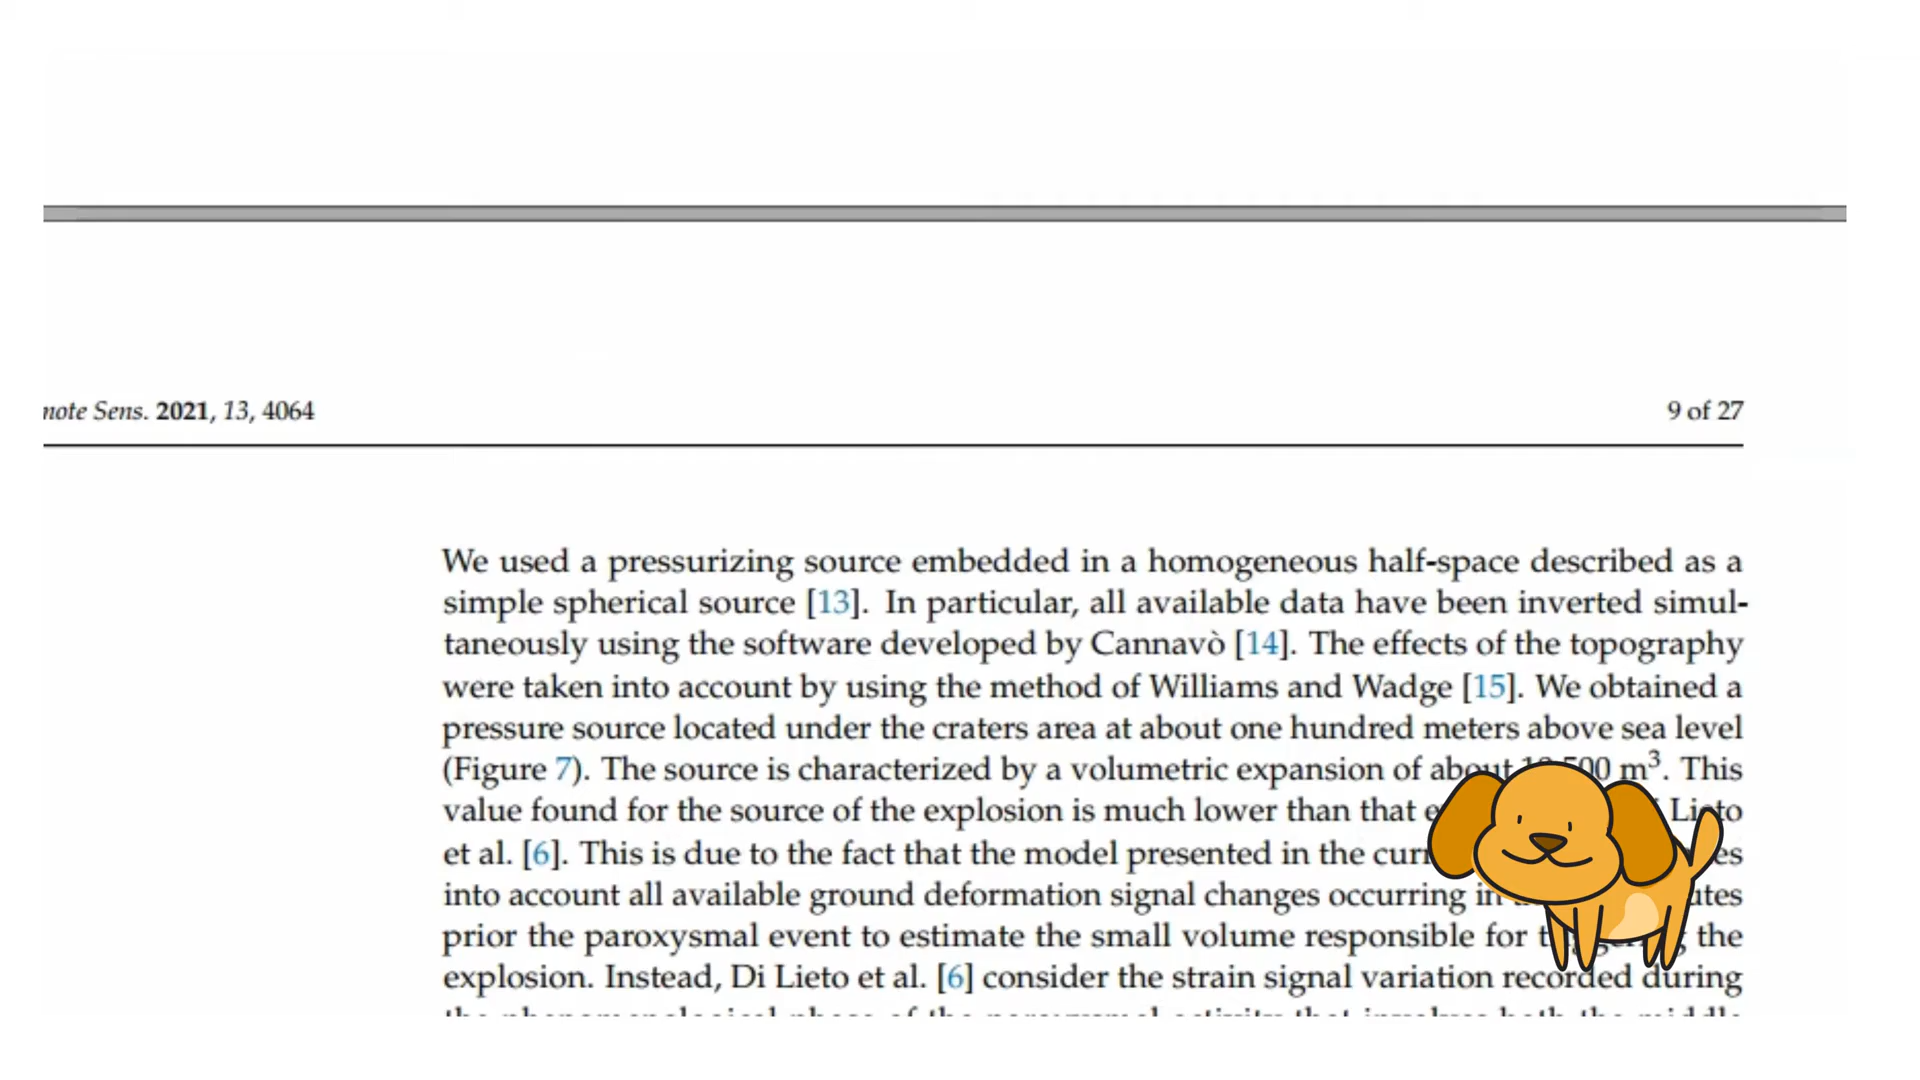 note Sens. 2021, 13, 4064
9 of 27
We used a pressurizing source embedded in a homogeneous half-space described as a
simple spherical source [13]. In particular, all available data have been inverted simul-
taneously using the software developed by Cannavò [14]. The effects of the topography
were taken into account by using the method of Williams and Wadge [15]. We obtained a
pressure source located under the craters area at about one hundred meters above sea level
(Figure 7). The source is characterized by a volumetric expansion of about m³. This
value found for the source of the explosion is much lower than that
et al. [6]. This is due to the fact that the model presented in the
into account all available ground deformation signal changes occurring
prior the paroxysmal event to estimate the small volume responsible for the
explosion. Instead, Di Lieto et al. [6] consider the strain signal variation recorded during